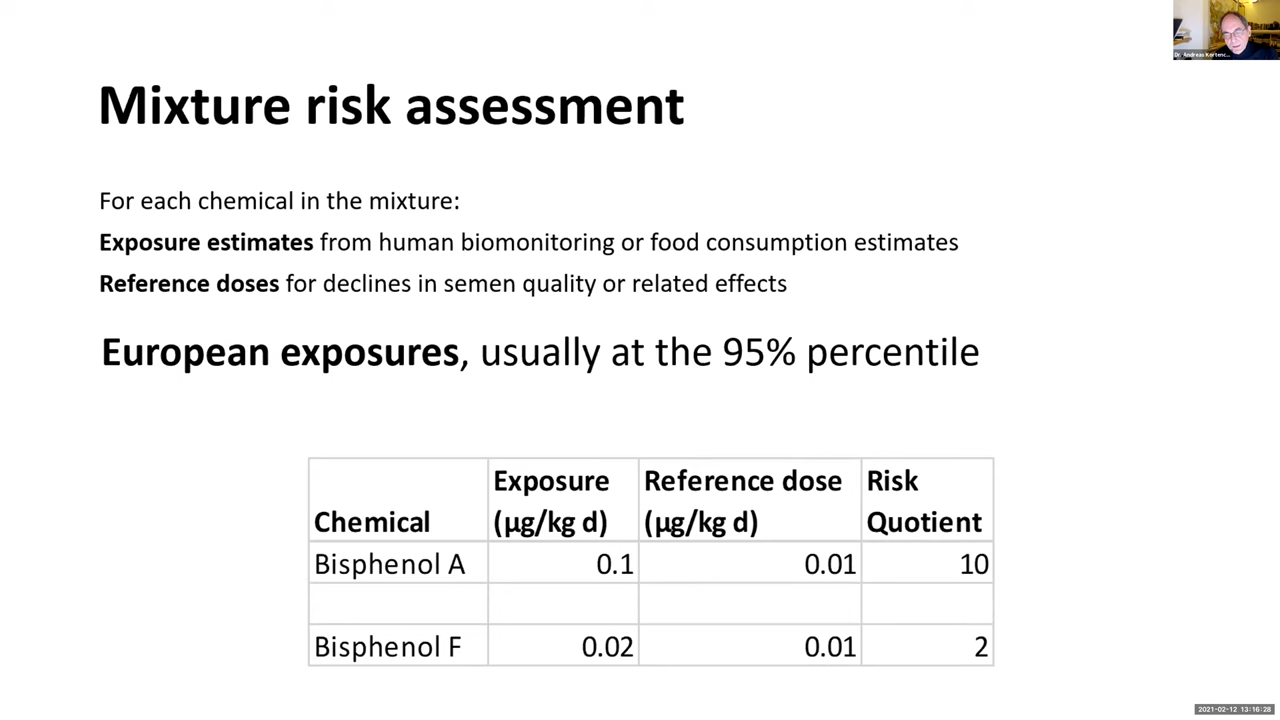 Dr. Andreas Kortenc...
Mixture risk assessment
For each chemical in the mixture:
Exposure estimates from human biomonitoring or food consumption estimates
Reference doses for declines in semen quality or related effects
European exposures, usually at the 95% percentile
Chemical Exposure (µg/kg d) Reference dose (µg/kg d) Risk Quotient
Bisphenol A 0.1 0.01 10
Bisphenol F 0.02 0.01 2
2021-02-12 13:16:28